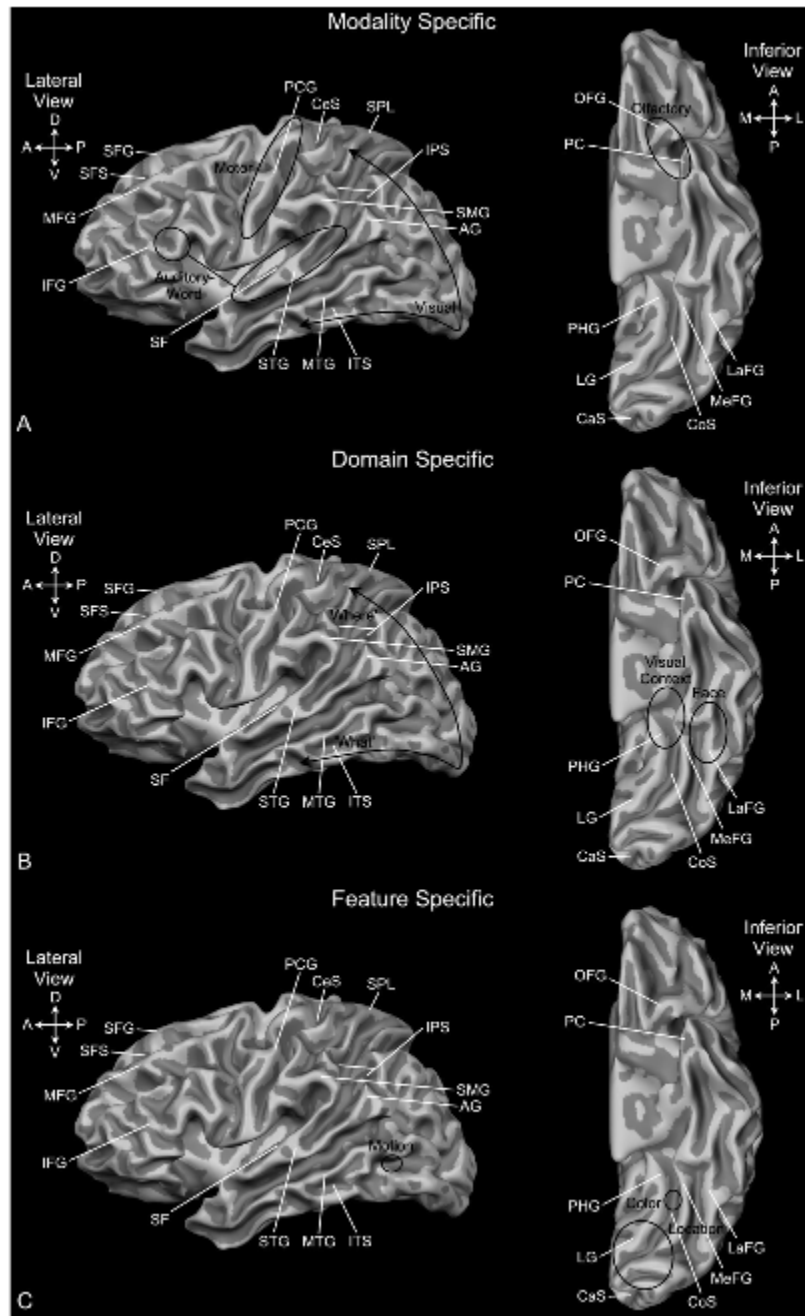 Modality Specific
Lateral
View
D
A P
V
PCG
CeS
SPL
SFG
SFS
MFG
IFG
Motor
IPS
SMG
AG
Auditory
Word
Visual
SF
STG
MTG
ITS
Inferior
View
A
M L
P
OFG
Olfactory
PC
PHG
LG
CaS
LaFG
MeFG
CoS
A
Domain Specific
Lateral
View
D
A P
V
PCG
CeS
SPL
SFG
SFS
MFG
IFG
"Where"
IPS
SMG
AG
"What"
SF
STG
MTG
ITS
Inferior
View
A
M L
P
OFG
PC
Visual
Context
Face
PHG
LG
CaS
LaFG
MeFG
CoS
B
Feature Specific
Lateral
View
D
A P
V
PCG
CeS
SPL
SFG
SFS
MFG
IFG
IPS
SMG
AG
Motion
SF
STG
MTG
ITS
Inferior
View
A
M L
P
OFG
PC
PHG
Color
Location
LG
CaS
LaFG
MeFG
CoS
C